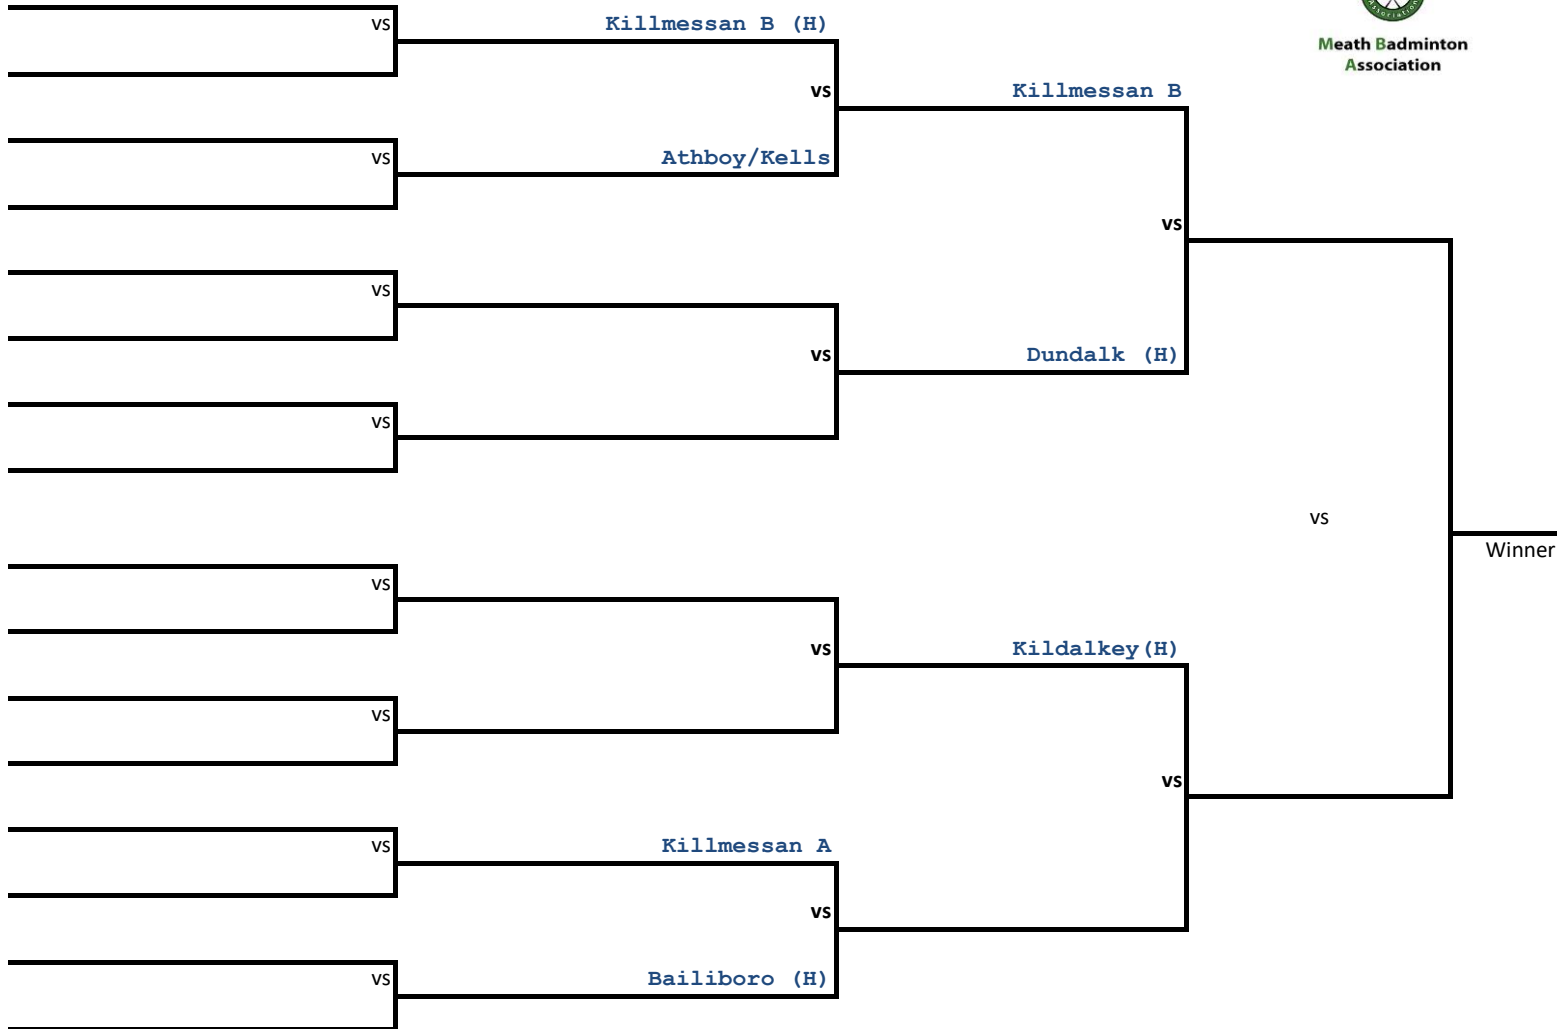 vs
Killmessan B (H)
Association
Meath Badminton
Association
vs
Killmessan B
vs
Athboy/Kells
vs
vs
vs
Dundalk (H)
vs
vs
Winner
vs
vs
Kildalkey(H)
vs
vs
vs
Killmessan A
vs
vs
Bailiboro (H)